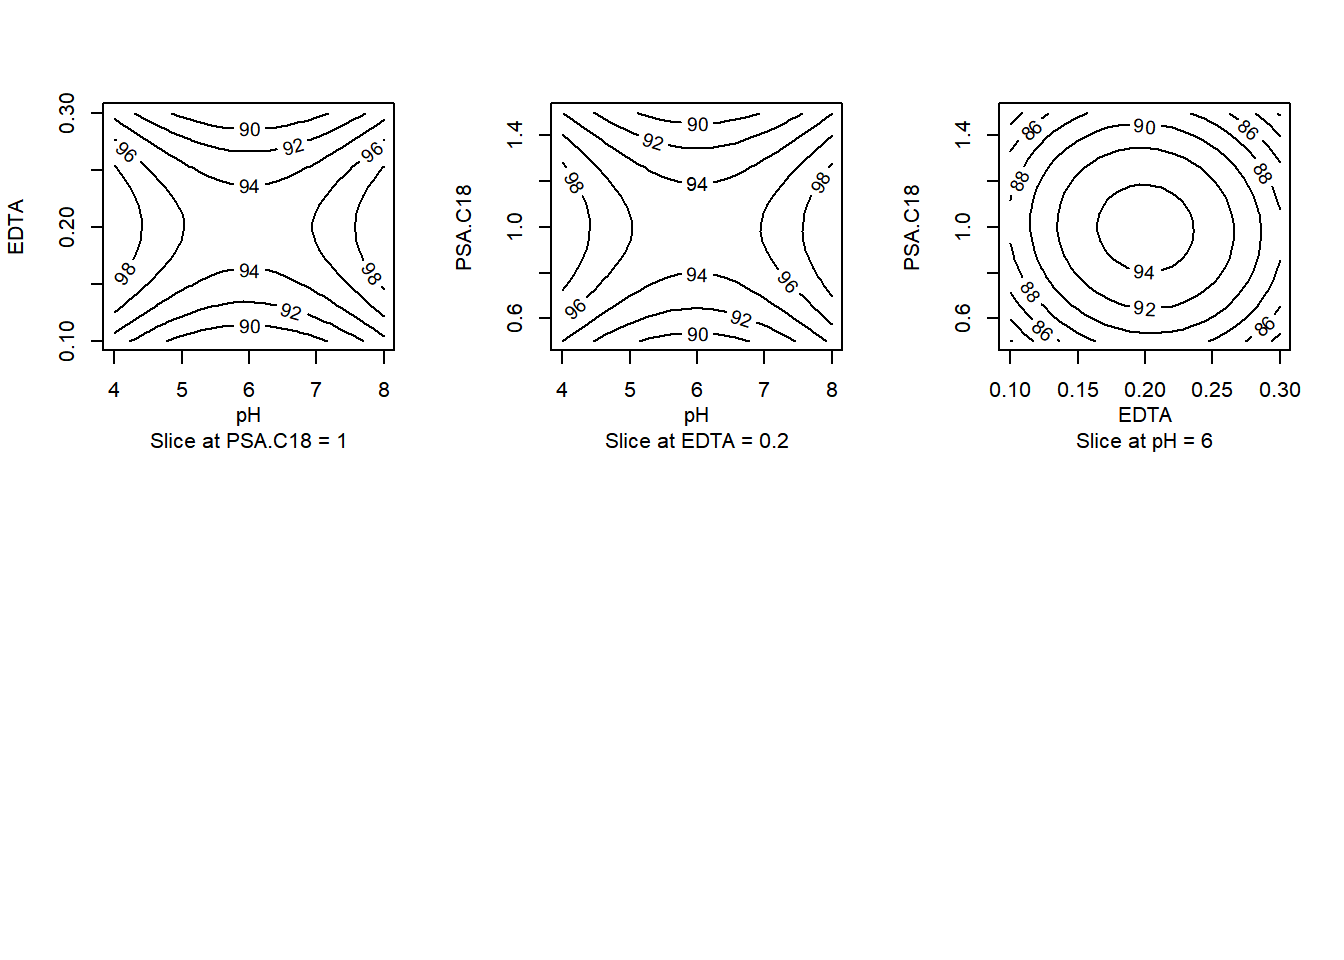 EDTA
0.10 0.20 0.30
96 98 90 92 94 96 98 94 92 90
4 5 6 7 8
pH
Slice at PSA.C18 = 1
PSA.C18
0.6 1.0 1.4
98 96 92 90 94 98 96 94 92 90
4 5 6 7 8
pH
Slice at EDTA = 0.2
PSA.C18
0.6 1.0 1.4
86 88 90 86 88 94 92 88 86 86
0.10 0.15 0.20 0.25 0.30
EDTA
Slice at pH = 6